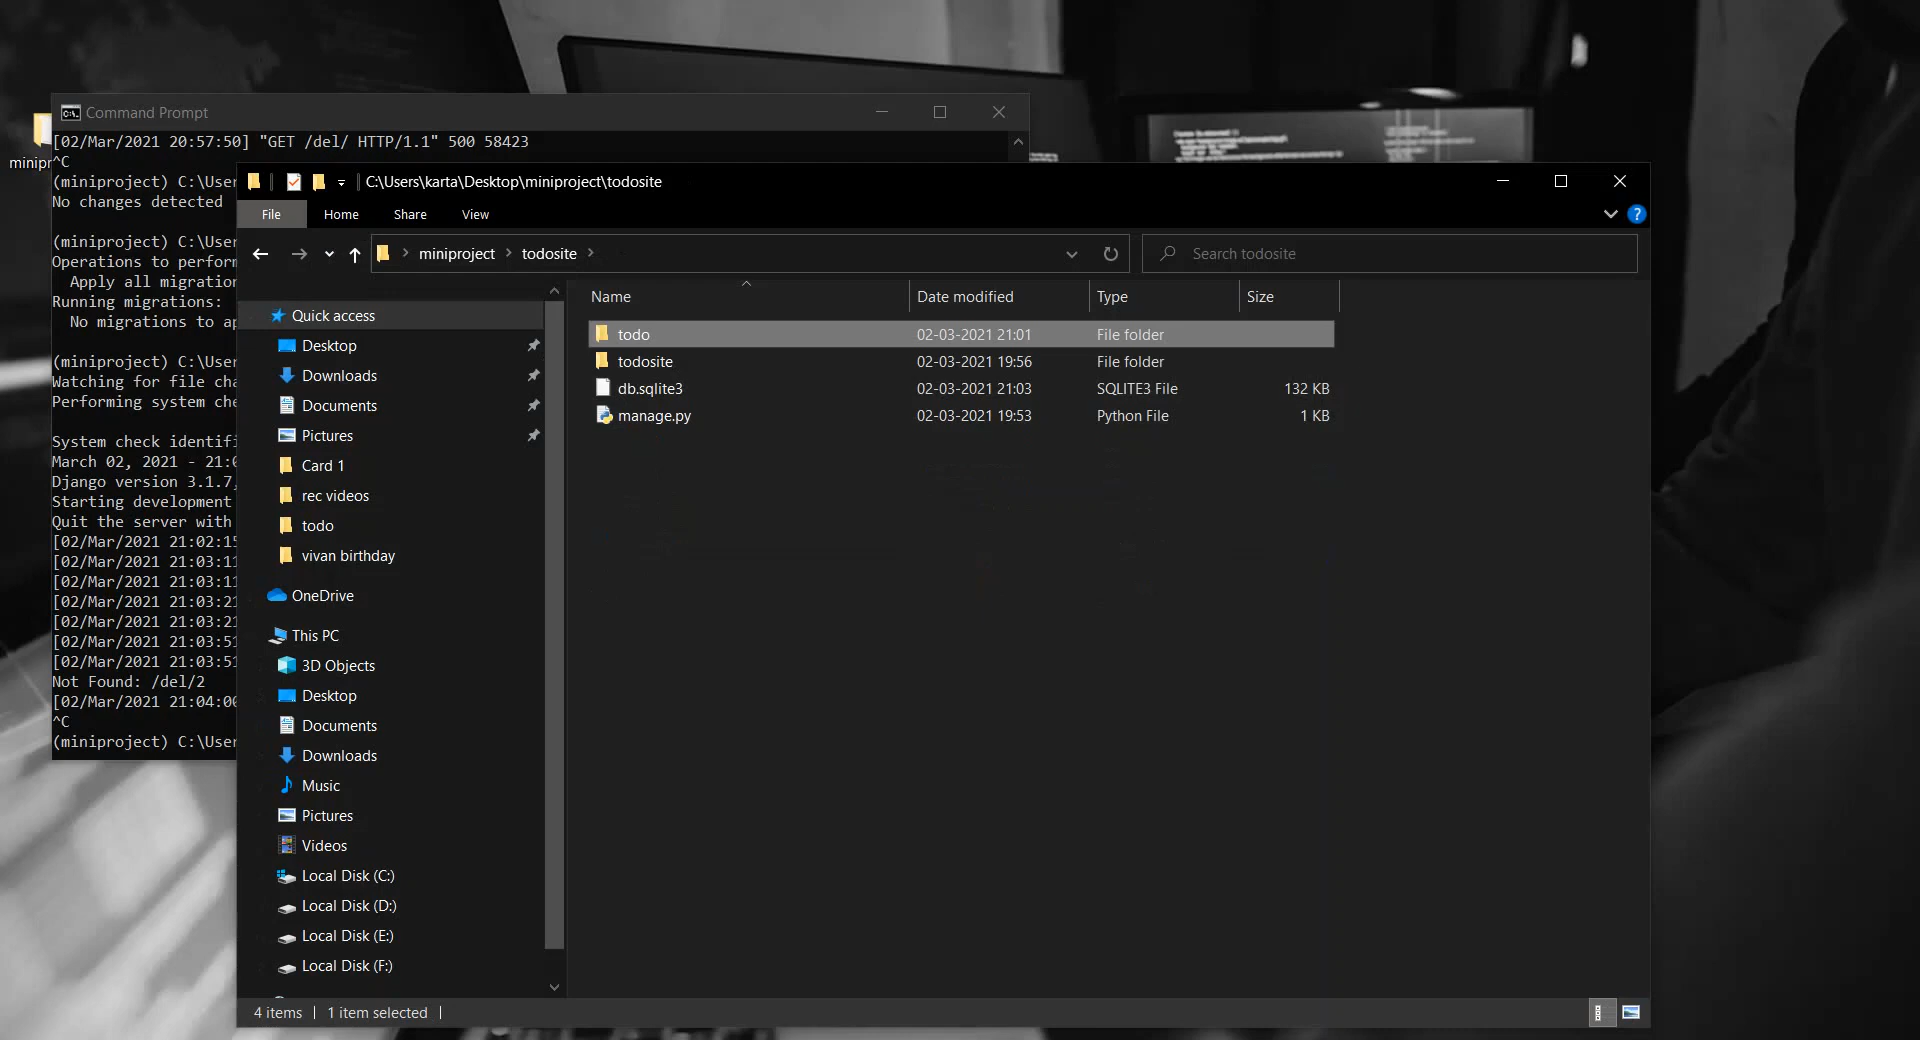 Command Prompt
[02/Mar/2021 20:57:50] "GET /del/ HTTP/1.1" 500 58423
^C
(miniproject) C:\User
No changes detected
(miniproject) C:\User
Operations to perform
Apply all migration
Running migrations:
No migrations to ap
(miniproject) C:\User
Watching for file cha
Performing system che
System check identifi
March 02, 2021 - 21:0
Django version 3.1.7,
Starting development
Quit the server with
[02/Mar/2021 21:02:15
[02/Mar/2021 21:03:11
[02/Mar/2021 21:03:11
[02/Mar/2021 21:03:21
[02/Mar/2021 21:03:21
[02/Mar/2021 21:03:51
[02/Mar/2021 21:03:51
Not Found: /del/2
[02/Mar/2021 21:04:00
^C
(miniproject) C:\User
minipr
C:\Users\karta\Desktop\miniproject\todosite
File Home Share View
miniproject > todosite >
Search todosite
Quick access
Desktop
Downloads
Documents
Pictures
Card 1
rec videos
todo
vivan birthday
OneDrive
This PC
3D Objects
Desktop
Documents
Downloads
Music
Pictures
Videos
Local Disk (C:)
Local Disk (D:)
Local Disk (E:)
Local Disk (F:)
Name Date modified Type Size
todo 02-03-2021 21:01 File folder
todosite 02-03-2021 19:56 File folder
db.sqlite3 02-03-2021 21:03 SQLITE3 File 132 KB
manage.py 02-03-2021 19:53 Python File 1 KB
4 items | 1 item selected |